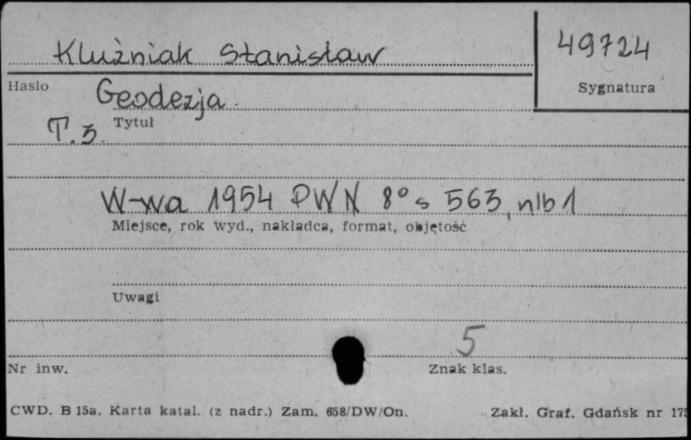 Kluźniak Stanisław
49724
Sygnatura
Hasło
Geodezja.
T. 3. Tytuł
W-wa 1954 PWN 8° s 563, nlb 1
Miejsce, rok wyd., nakładca, format, objętość
Uwagi
5
Nr inw.
Znak klas.
CWD. B 15a. Karta katal. (z nadr.) Zam. 658/DW/On.
Zakł. Graf. Gdańsk nr 175